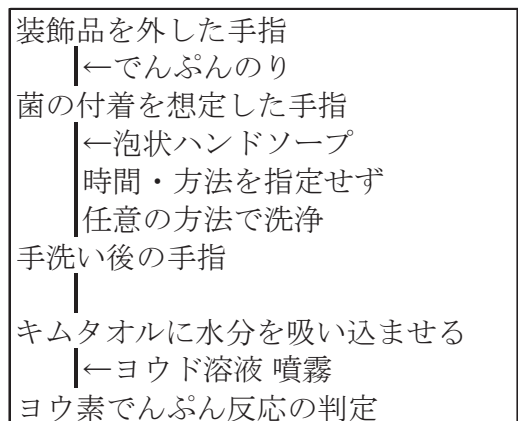 装飾品を外した手指
←でんぷんのり
菌の付着を想定した手指
←泡状ハンドソープ
時間・方法を指定せず
任意の方法で洗浄
手洗い後の手指
キムタオルに水分を吸い込ませる
←ヨウド溶液 噴霧
ヨウ素でんぷん反応の判定